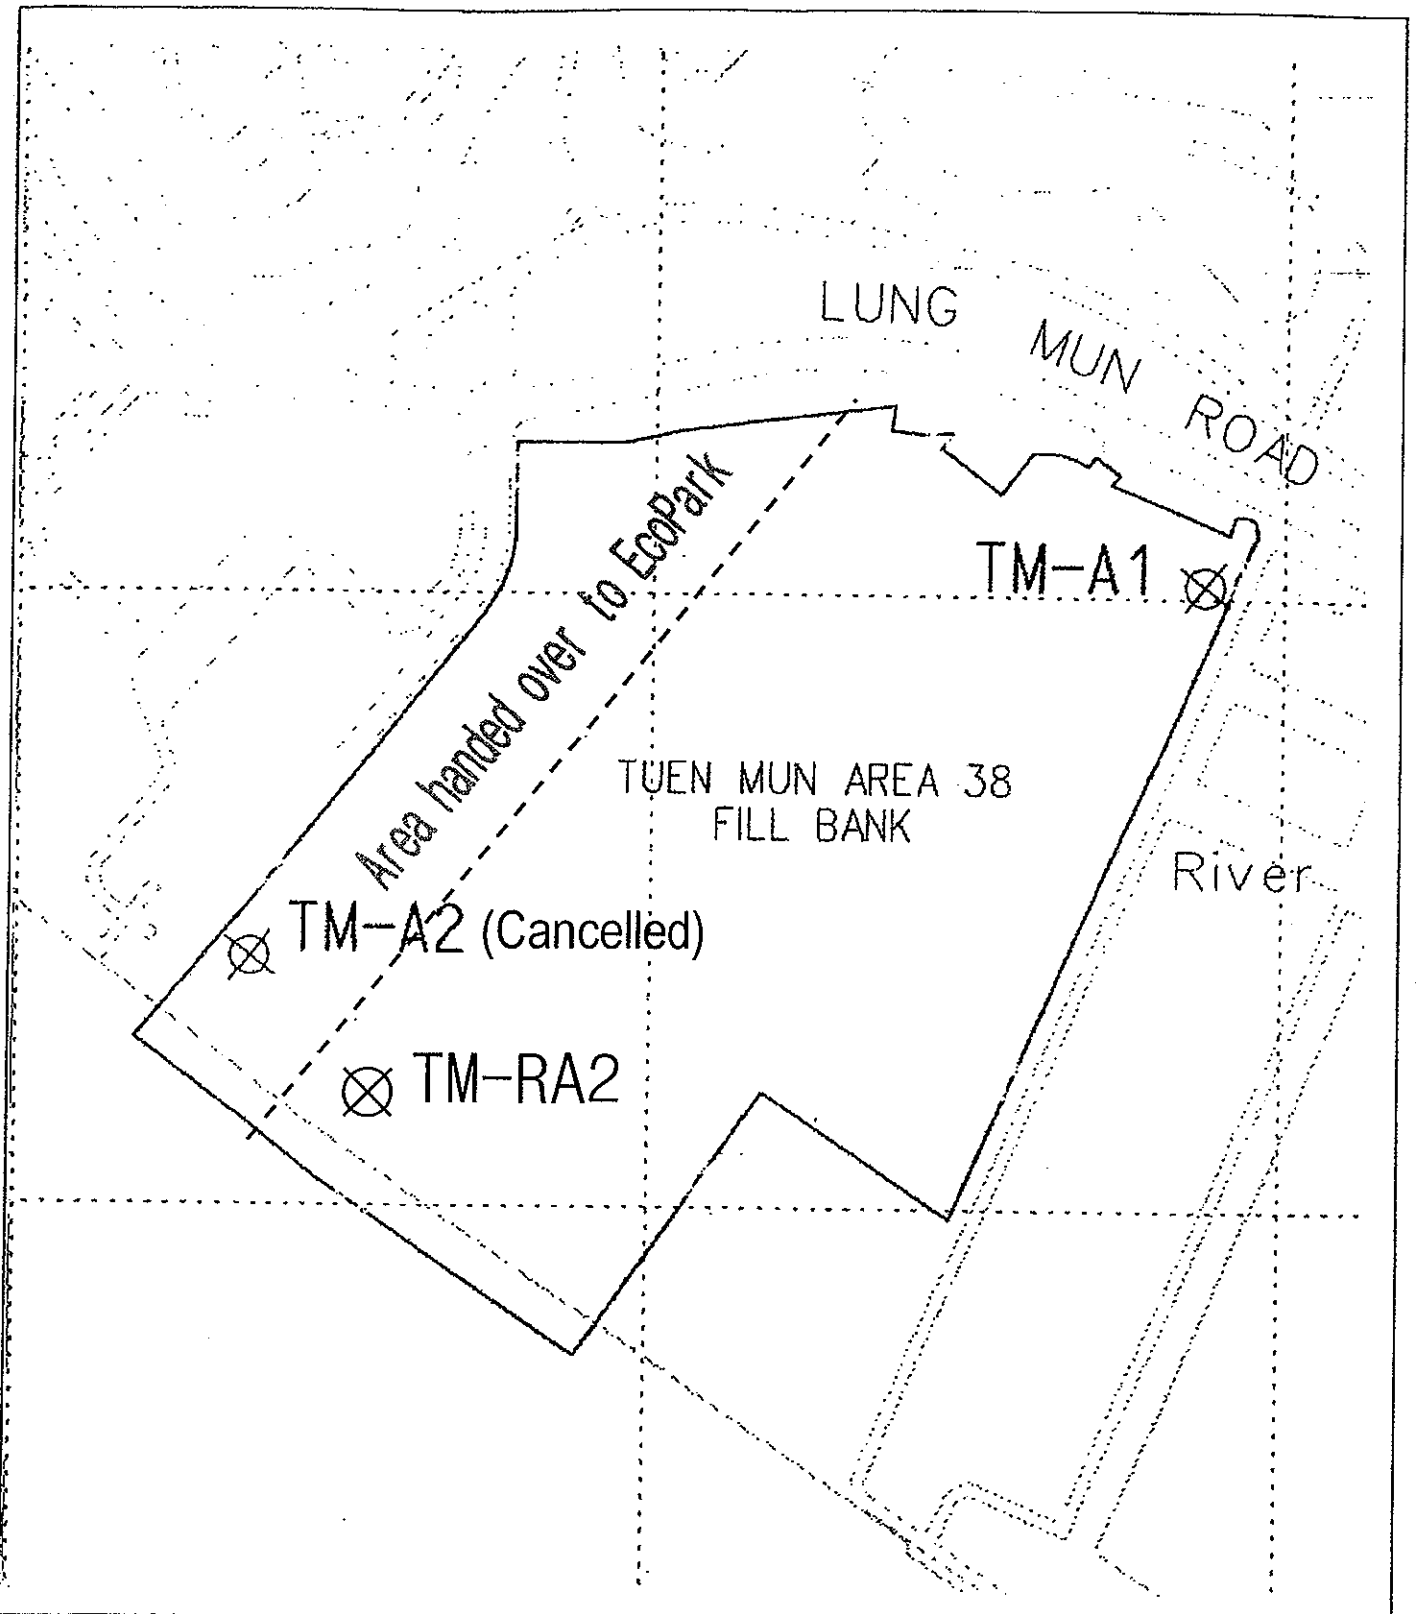 LUNG MUN ROAD
Area handed over to EcoPark
TM-A1
TUEN MUN AREA 38
FILL BANK
River
TM-A2 (Cancelled)
TM-RA2